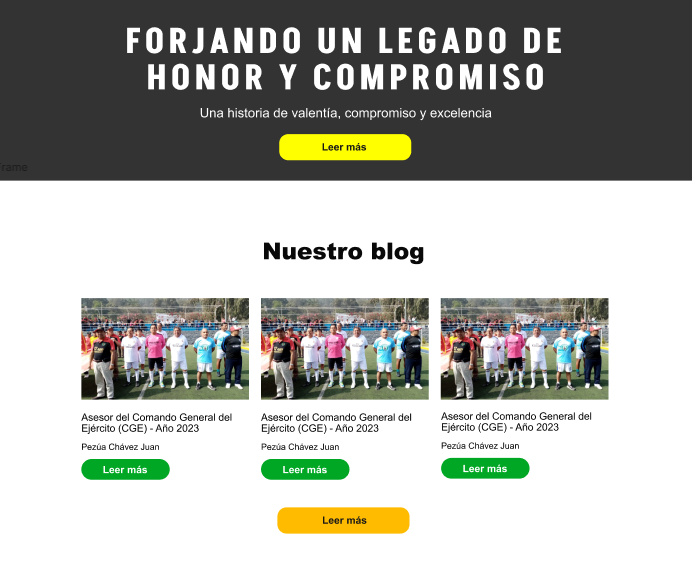 FORJANDO UN LEGADO DE
HONOR Y COMPROMISO
Una historia de valentía, compromiso y excelencia
Leer más
rame
Nuestro blog
Asesor del Comando General del
Ejército (CGE) - Año 2023
Pezúa Chávez Juan
Leer más
Asesor del Comando General del
Ejército (CGE) - Año 2023
Pezúa Chávez Juan
Leer más
Asesor del Comando General del
Ejército (CGE) - Año 2023
Pezúa Chávez Juan
Leer más
Leer más